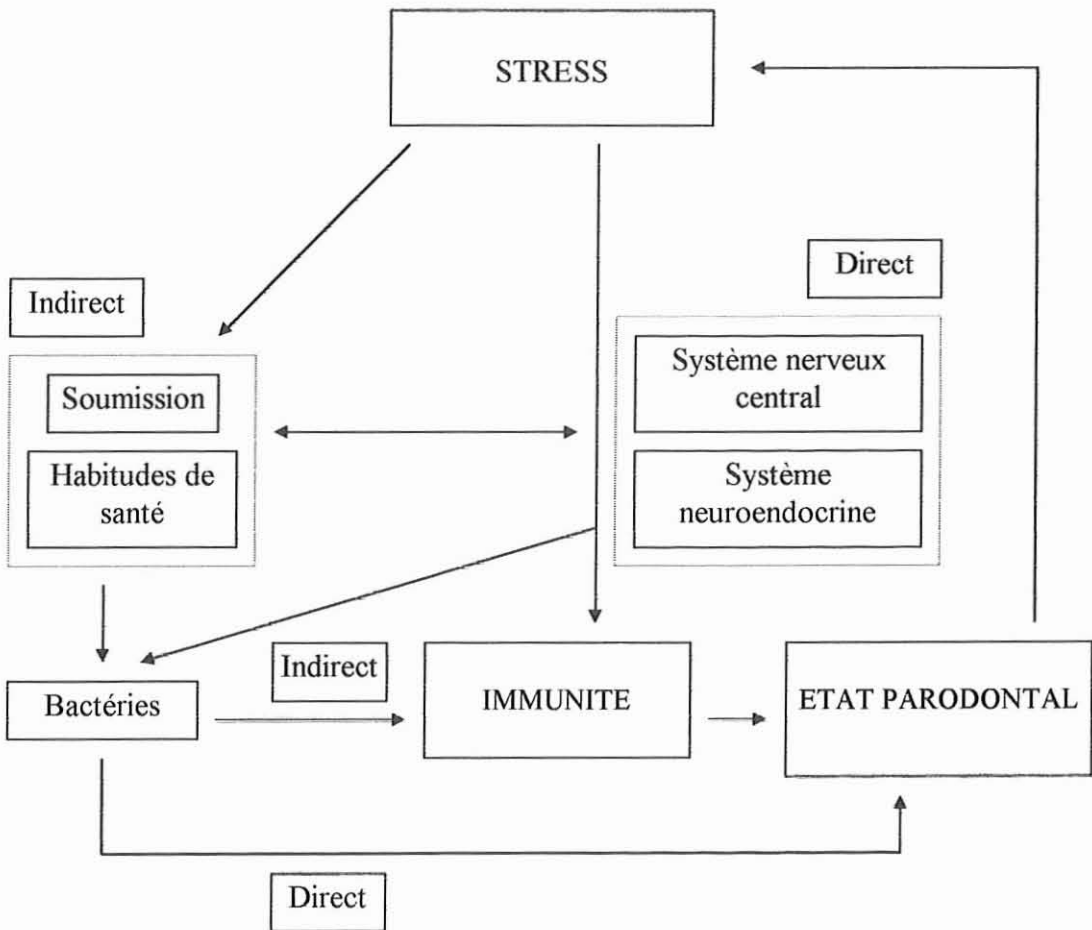 STRESS
Direct
Indirect
Système nerveux
central
Soumission
Habitudes de
santé
Système
neuroendocrine
Indirect
Bactéries
IMMUNITE
ETAT PARODONTAL
Direct